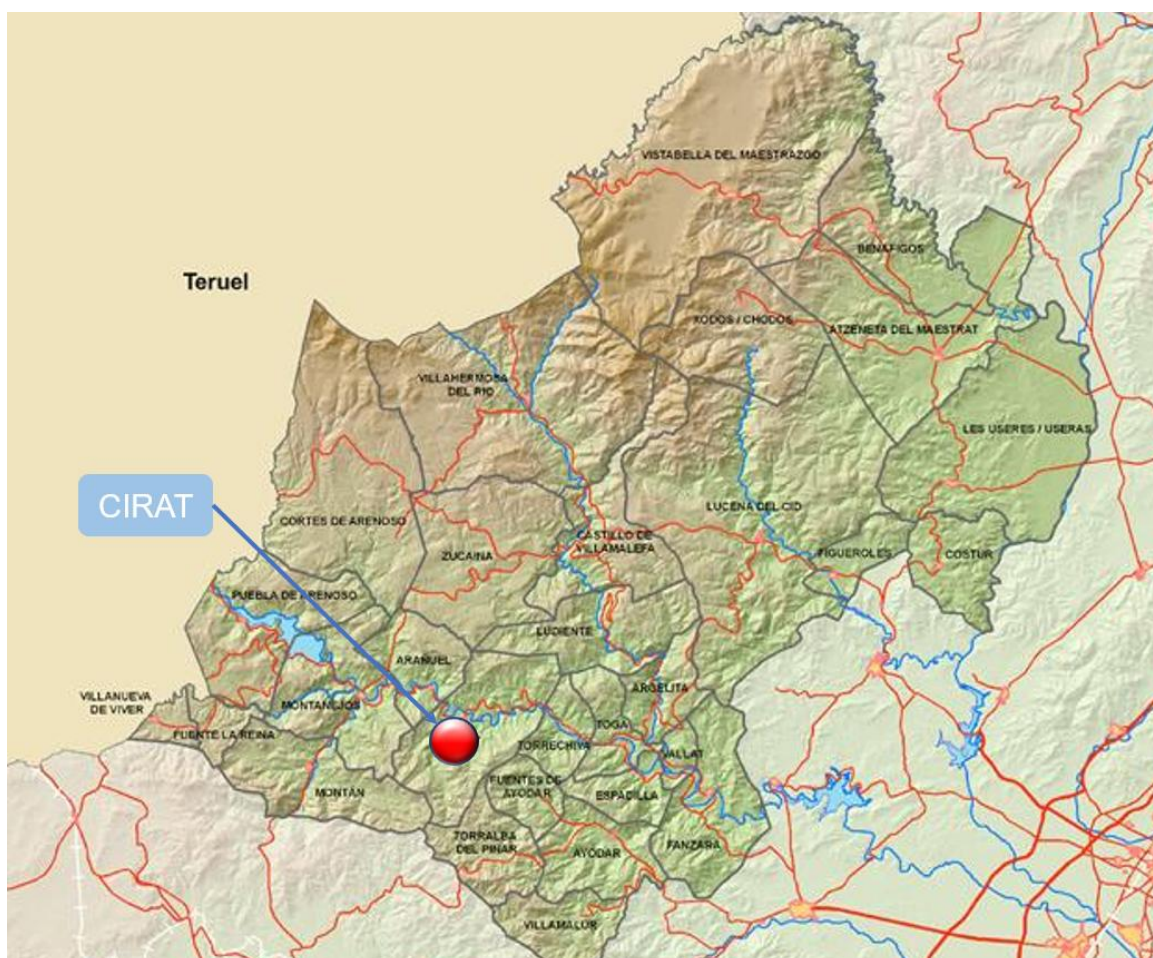 VISTABELLA DEL MAESTRAZGO
BENAFIGOS
Teruel
XODOS / CHODOS
ATZENETA DEL MAESTRAT
VILLAHERMOSA
DEL RIO
LES USERES / USERAS
CIRAT
CORTES DE ARENOSO
LUCENA DEL CID
ZUCAINA
CASTILLO DE
VILLAMALEFA
FIGUEROLES
COSTUR
PUEBLA DE ARENOSO
LUDIENTE
ARAÑUEL
ARGELITA
VILLANUEVA
DE VIVER
MONTANEJOS
TOGA
FUENTE LA REINA
TORRECHIVA
VALLAT
FUENTES DE
AYODAR
ESPADILLA
MONTÁN
TORRALBA
DEL PINAR
AYÓDAR
FANZARA
VILLAMALUR